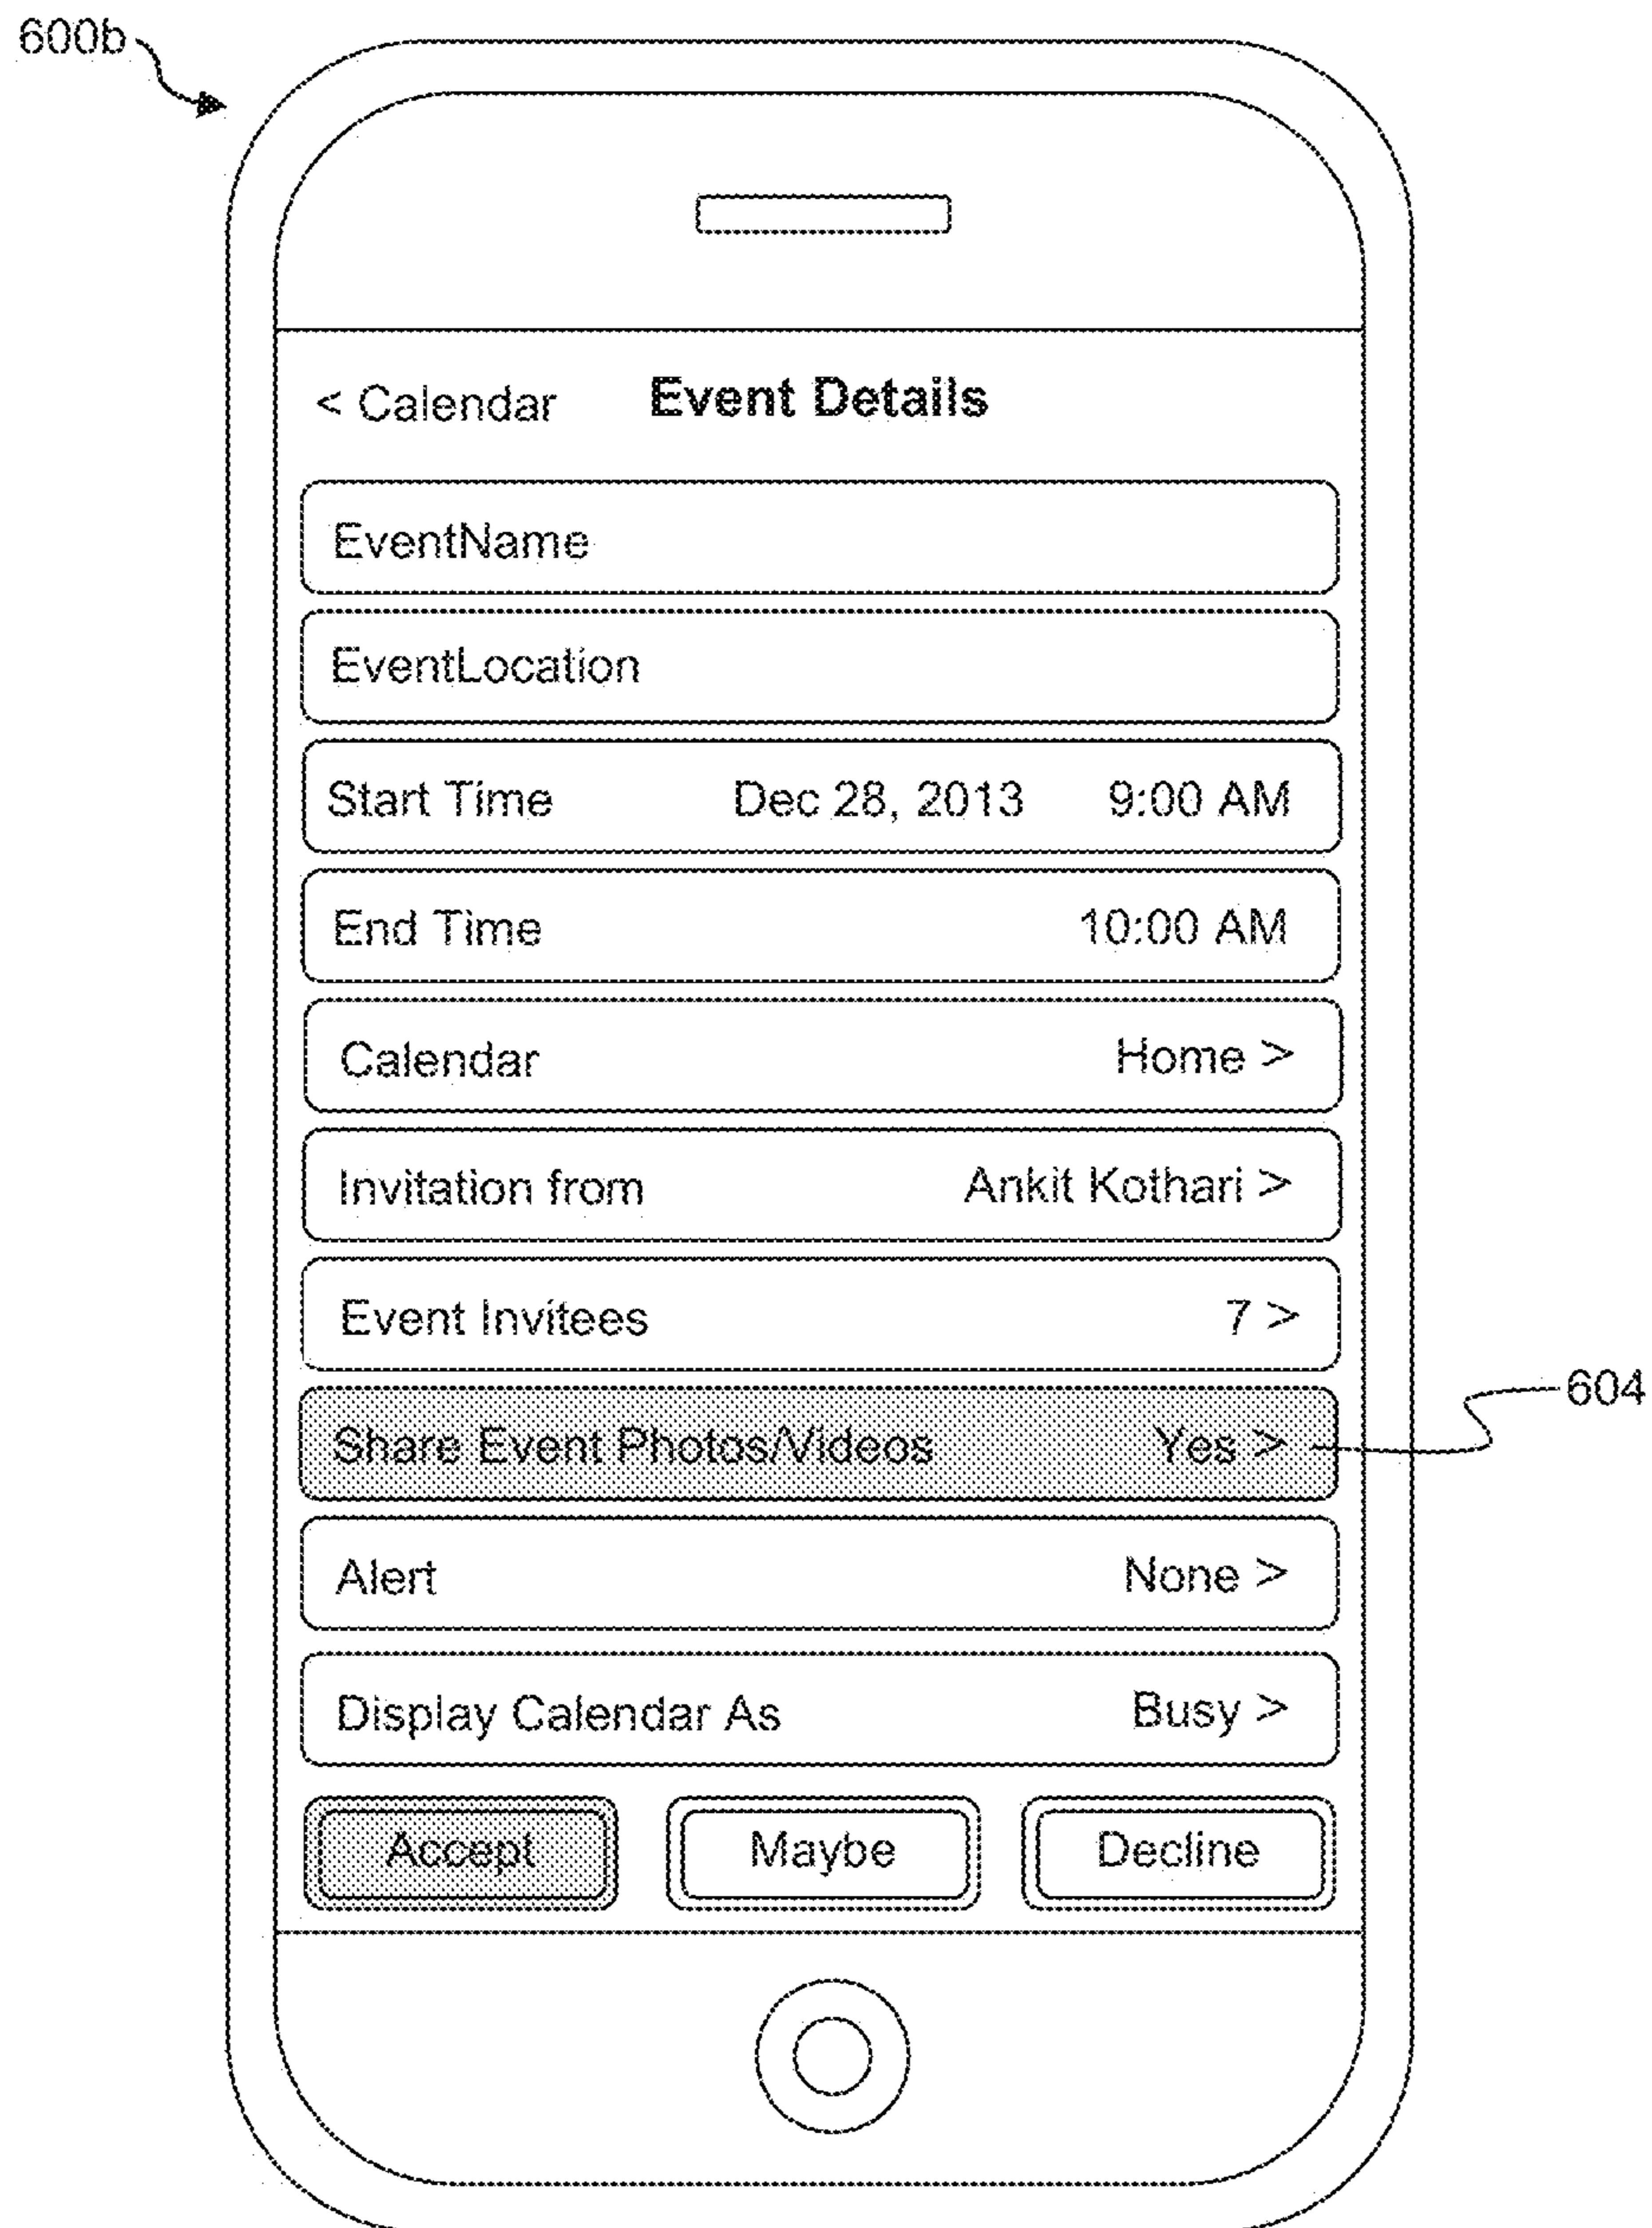 600b
< Calendar Event Details
EventName
EventLocation
Start Time Dec 28, 2013 9:00 AM
End Time 10:00 AM
Calendar Home >
Invitation from Ankit Kothari >
Event Invitees 7 >
604
Share Event Photos/Videos Yes >
Alert None >
Display Calendar As Busy >
Accept Maybe Decline